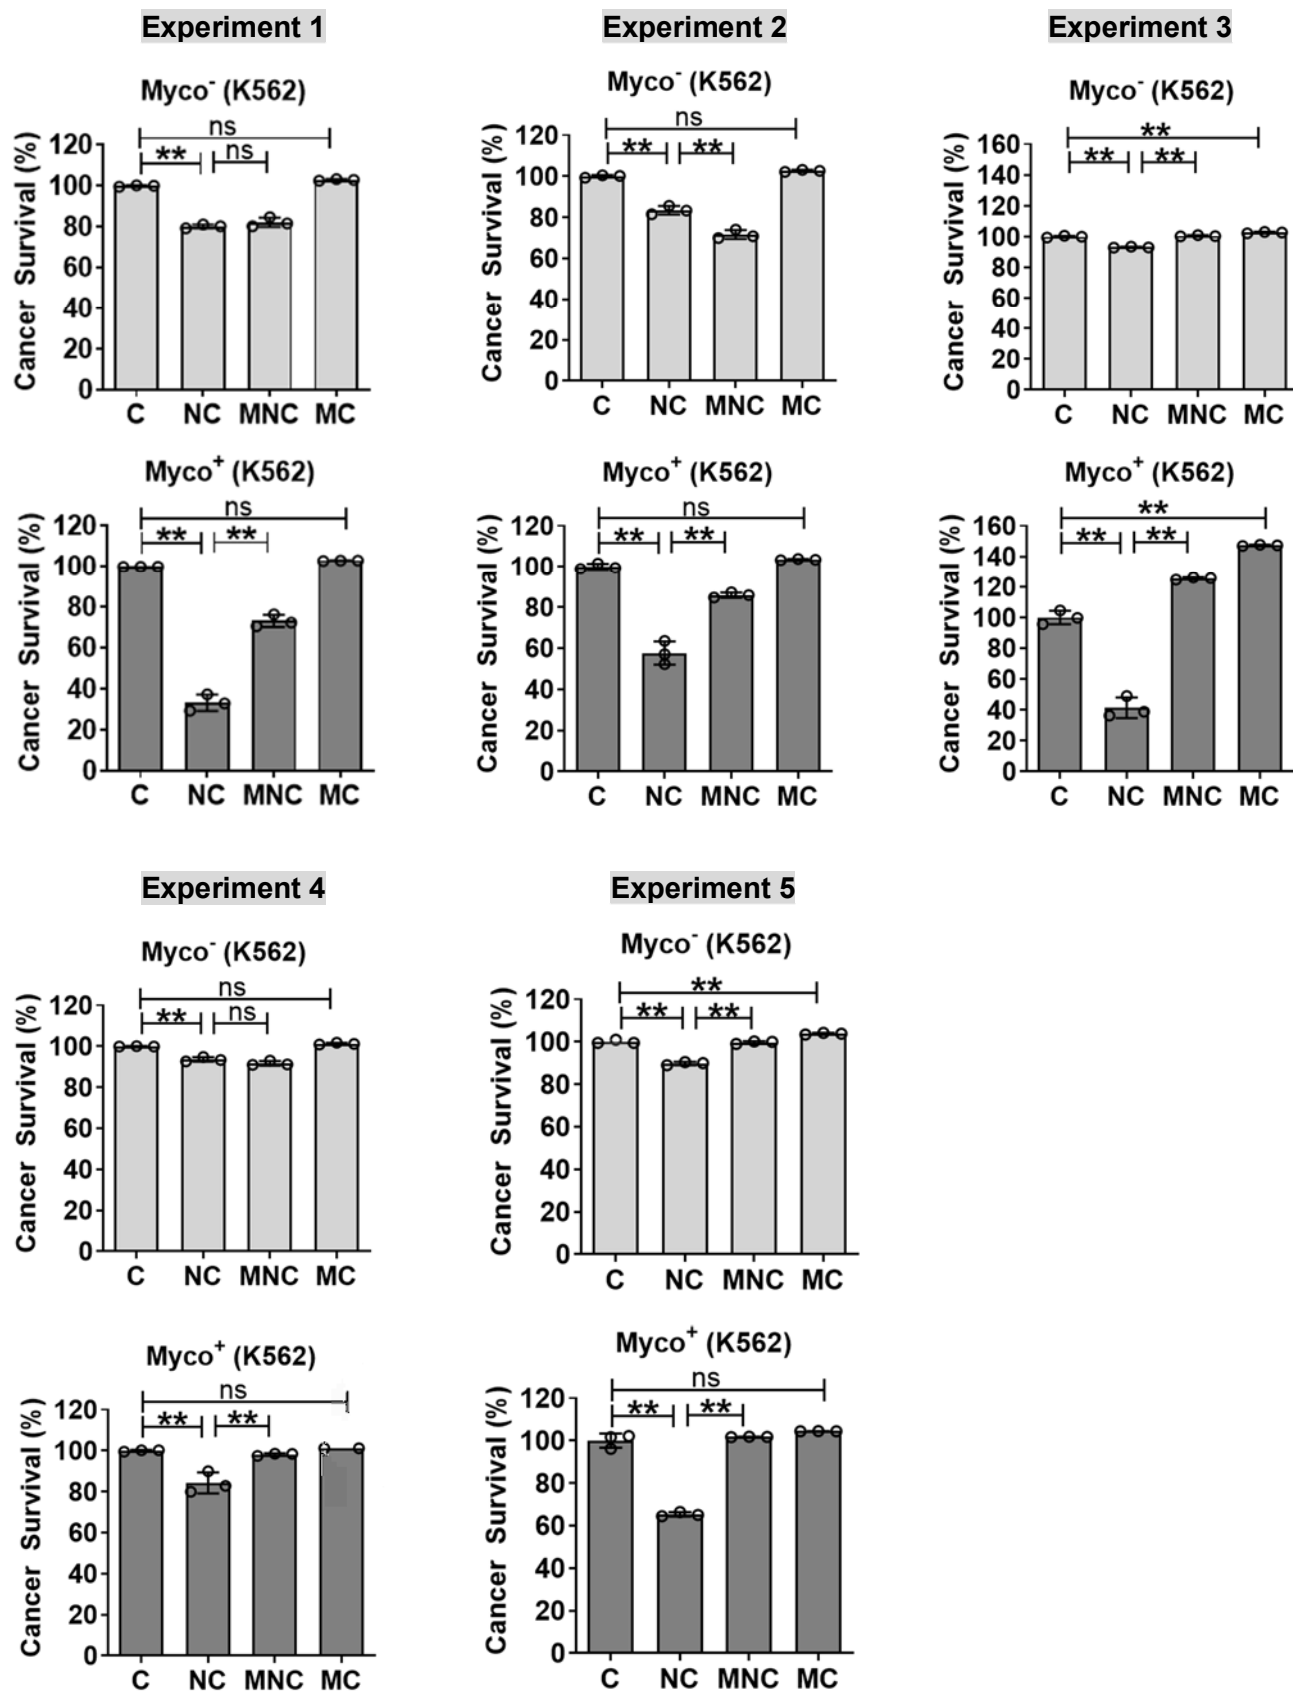 Experiment 1
Myco⁻ (K562)
Cancer Survival (%)
120
100
80
60
40
20
0
ns
** ns
C NC MNC MC
Myco⁺ (K562)
Cancer Survival (%)
120
100
80
60
40
20
0
ns
** **
C NC MNC MC
Experiment 2
Myco⁻ (K562)
Cancer Survival (%)
120
100
80
60
40
20
0
ns
** **
C NC MNC MC
Myco⁺ (K562)
Cancer Survival (%)
120
100
80
60
40
20
0
ns
** **
C NC MNC MC
Experiment 3
Myco⁻ (K562)
Cancer Survival (%)
160
140
120
100
80
60
40
20
0
**
** **
C NC MNC MC
Myco⁺ (K562)
Cancer Survival (%)
160
140
120
100
80
60
40
20
0
**
** **
C NC MNC MC
Experiment 4
Myco⁻ (K562)
Cancer Survival (%)
120
100
80
60
40
20
0
ns
** ns
C NC MNC MC
Myco⁺ (K562)
Cancer Survival (%)
120
100
80
60
40
20
0
ns
** **
C NC MNC MC
Experiment 5
Myco⁻ (K562)
Cancer Survival (%)
120
100
80
60
40
20
0
**
** **
C NC MNC MC
Myco⁺ (K562)
Cancer Survival (%)
120
100
80
60
40
20
0
ns
** **
C NC MNC MC